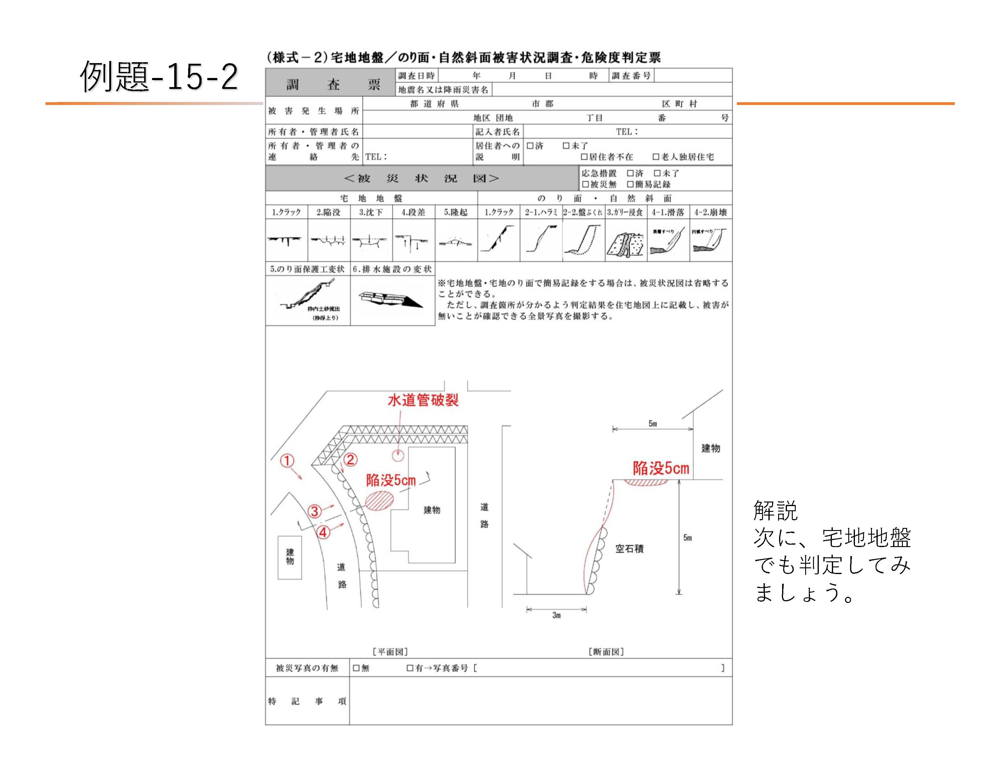 例題-15-2
(様式－2)宅地地盤／のり面・自然斜面被害状況調査・危険度判定票
調 査 票
調査日時 年 月 日 時 調査番号
地震名又は降雨災害名
被害発生場所
都道府県 市郡 区町村
地区 団地 丁目 番 号
所有者・管理者氏名
記入者氏名 TEL：
所有者・管理者の
連絡先 TEL：
居住者への
説明
□済 □未了
□居住者不在 □老人独居住宅
＜被災状況図＞
応急措置 □済 □未了
□被災無 □簡易記録
宅地地盤 のり面・自然斜面
1.クラック 2.陥没 3.沈下 4.段差 5.隆起 1.クラック 2-1.ハラミ 2-2.盤ぶくれ 3.ガリー浸食 4-1.滑落 4-2.崩壊
表層すべり 円弧すべり
5.のり面保護工変状 6.排水施設の変状
枠内土砂流出
(枠浮上り)
※宅地地盤・宅地のり面で簡易記録をする場合は、被災状況図は省略する
ことができる。
ただし、調査箇所が分かるよう判定結果を住宅地図上に記載し、被害が
無いことが確認できる全景写真を撮影する。
水道管破裂
①
②
陥没5cm
③
④
建物
建物
道路
道路
5m
建物
陥没5cm
空石積
5m
3m
[平面図] [断面図]
被災写真の有無 □無 □有→写真番号 [ ]
特記事項
解説
次に、宅地地盤
でも判定してみ
ましょう。